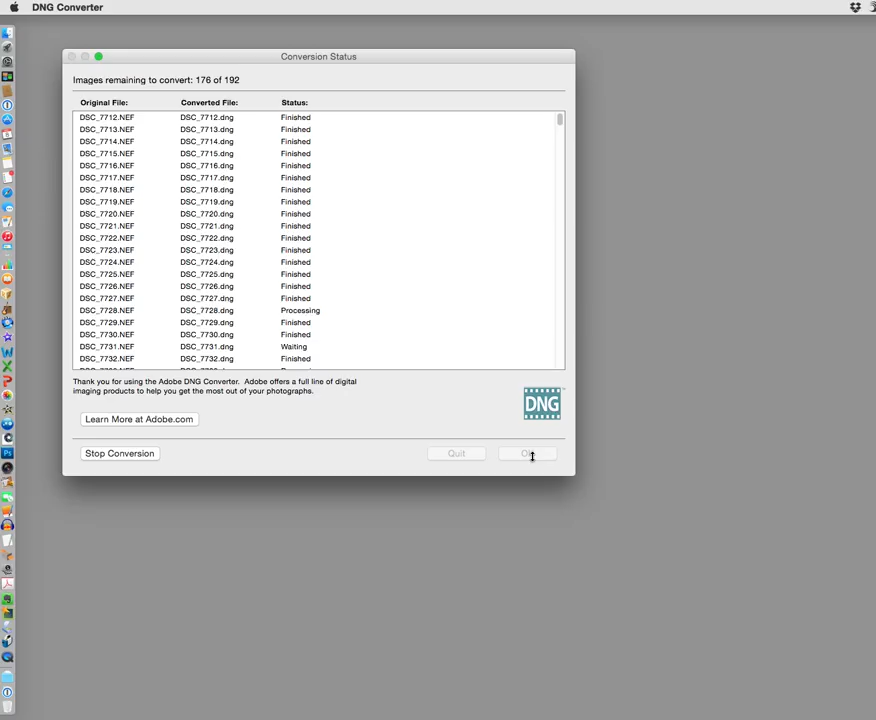 DNG Converter
Conversion Status
Images remaining to convert: 176 of 192
Original File: Converted File: Status:
DSC_7712.NEF DSC_7712.dng Finished
DSC_7713.NEF DSC_7713.dng Finished
DSC_7714.NEF DSC_7714.dng Finished
DSC_7715.NEF DSC_7715.dng Finished
DSC_7716.NEF DSC_7716.dng Finished
DSC_7717.NEF DSC_7717.dng Finished
DSC_7718.NEF DSC_7718.dng Finished
DSC_7719.NEF DSC_7719.dng Finished
DSC_7720.NEF DSC_7720.dng Finished
DSC_7721.NEF DSC_7721.dng Finished
DSC_7722.NEF DSC_7722.dng Finished
DSC_7723.NEF DSC_7723.dng Finished
DSC_7724.NEF DSC_7724.dng Finished
DSC_7725.NEF DSC_7725.dng Finished
DSC_7726.NEF DSC_7726.dng Finished
DSC_7727.NEF DSC_7727.dng Finished
DSC_7728.NEF DSC_7728.dng Processing
DSC_7729.NEF DSC_7729.dng Finished
DSC_7730.NEF DSC_7730.dng Finished
DSC_7731.NEF DSC_7731.dng Waiting
DSC_7732.NEF DSC_7732.dng Finished
Thank you for using the Adobe DNG Converter. Adobe offers a full line of digital
imaging products to help you get the most out of your photographs.
DNG
Learn More at Adobe.com
Stop Conversion Quit